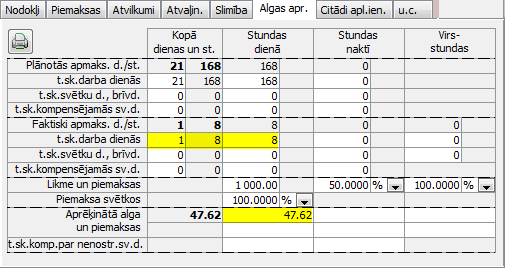 Nodokļi Piemaksas Atvilkumi Atvaļin. Slimība Algas apr. Citādi apl.ien. u.c.
Kopā dienas un st. Stundas dienā Stundas naktī Virs-stundas
Plānotās apmaks. d./st. 21 168 168 0
t.sk.darba dienās 21 168 168 0
t.sk.svētku d., brīvd. 0 0 0 0
t.sk.kompensējamās sv.d. 0 0 0 0
Faktiski apmaks. d./st. 1 8 8 0 0
t.sk.darba dienās 1 8 8 0 0
t.sk.svētku d., brīvd. 0 0 0 0 0
t.sk.kompensējamās sv.d. 0 0 0 0
Likme un piemaksas 1 000.00 50.0000 % 100.0000 %
Piemaksa svētkos 100.0000 %
Aprēķinātā alga 47.62 47.62
un piemaksas
t.sk.komp.par nenostr.sv.d.